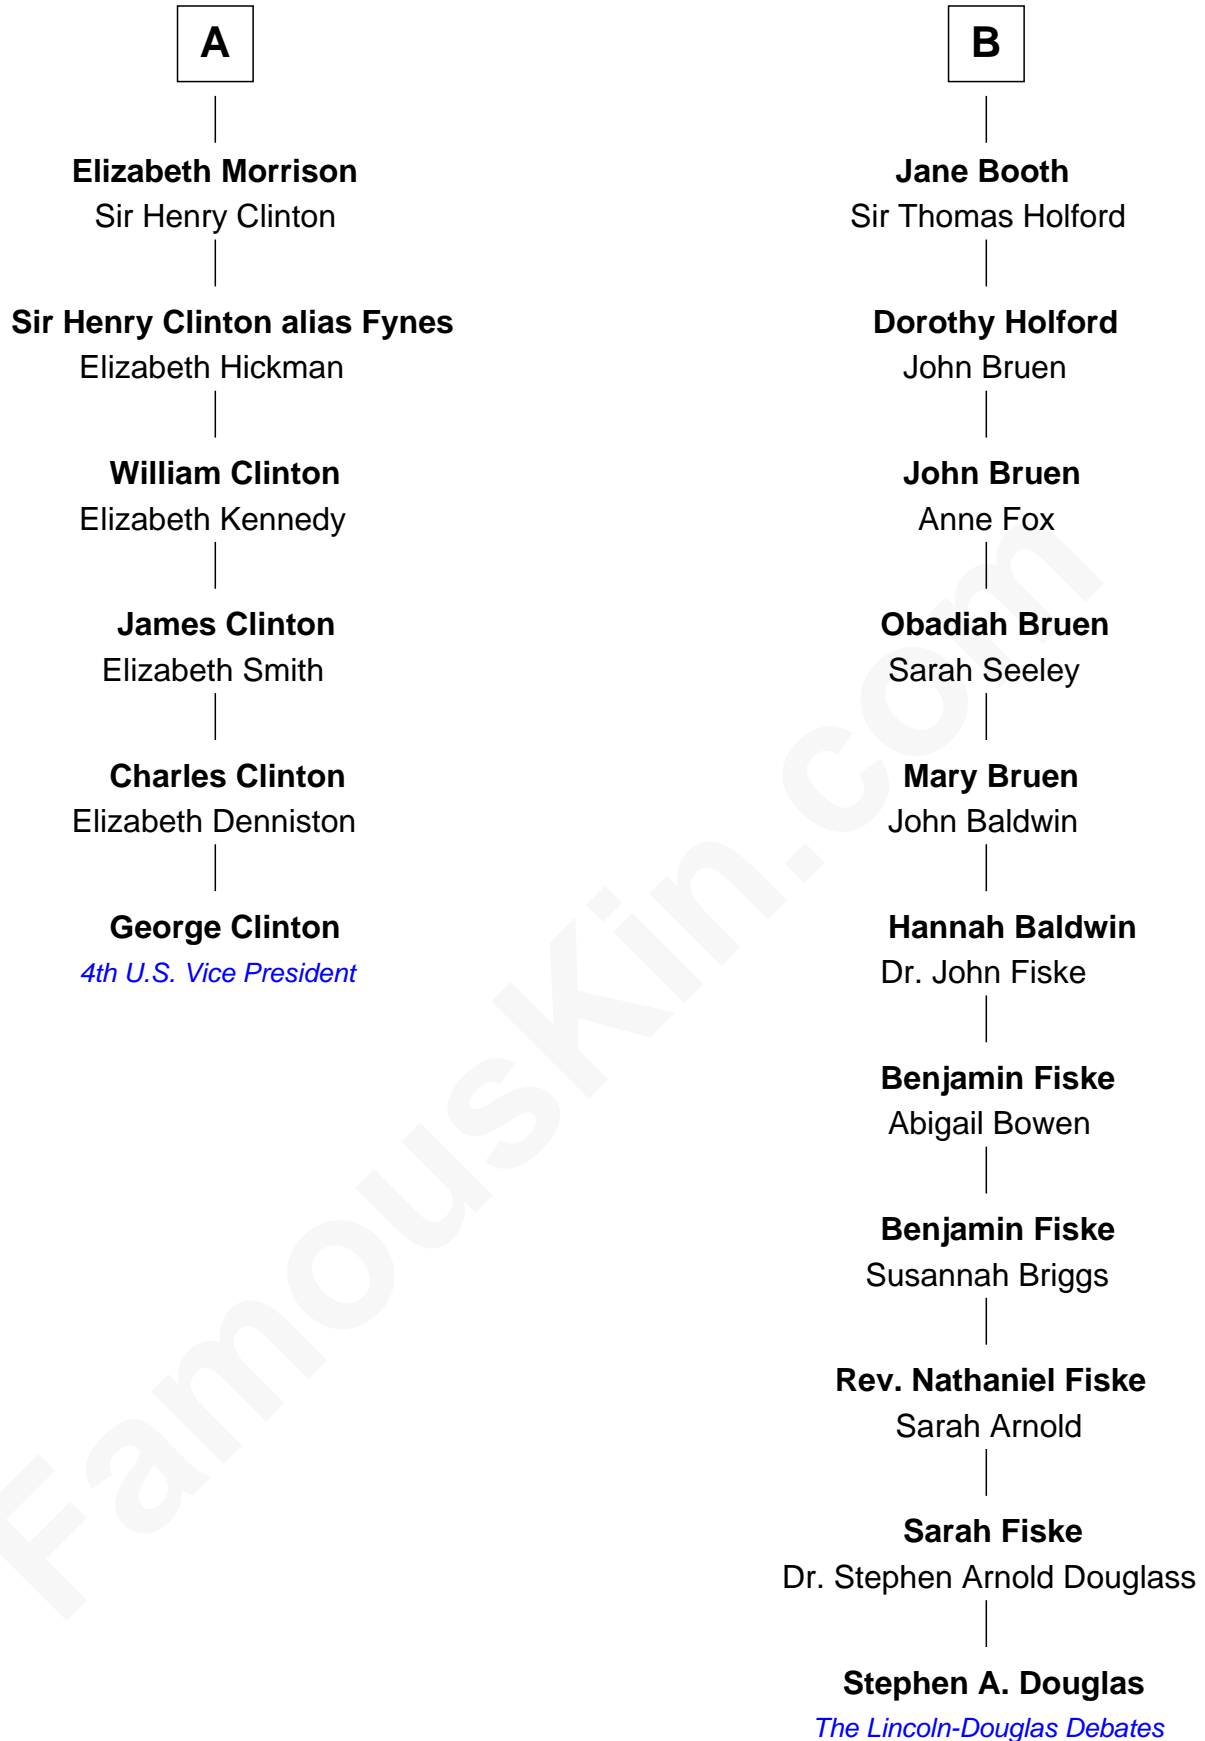 A
Elizabeth Morrison
Sir Henry Clinton
Sir Henry Clinton alias Fynes
Elizabeth Hickman
William Clinton
Elizabeth Kennedy
James Clinton
Elizabeth Smith
Charles Clinton
Elizabeth Denniston
George Clinton
4th U.S. Vice President
B
Jane Booth
Sir Thomas Holford
Dorothy Holford
John Bruen
John Bruen
Anne Fox
Obadiah Bruen
Sarah Seeley
Mary Bruen
John Baldwin
Hannah Baldwin
Dr. John Fiske
Benjamin Fiske
Abigail Bowen
Benjamin Fiske
Susannah Briggs
Rev. Nathaniel Fiske
Sarah Arnold
Sarah Fiske
Dr. Stephen Arnold Douglass
Stephen A. Douglas
The Lincoln-Douglas Debates
FamousKin.com